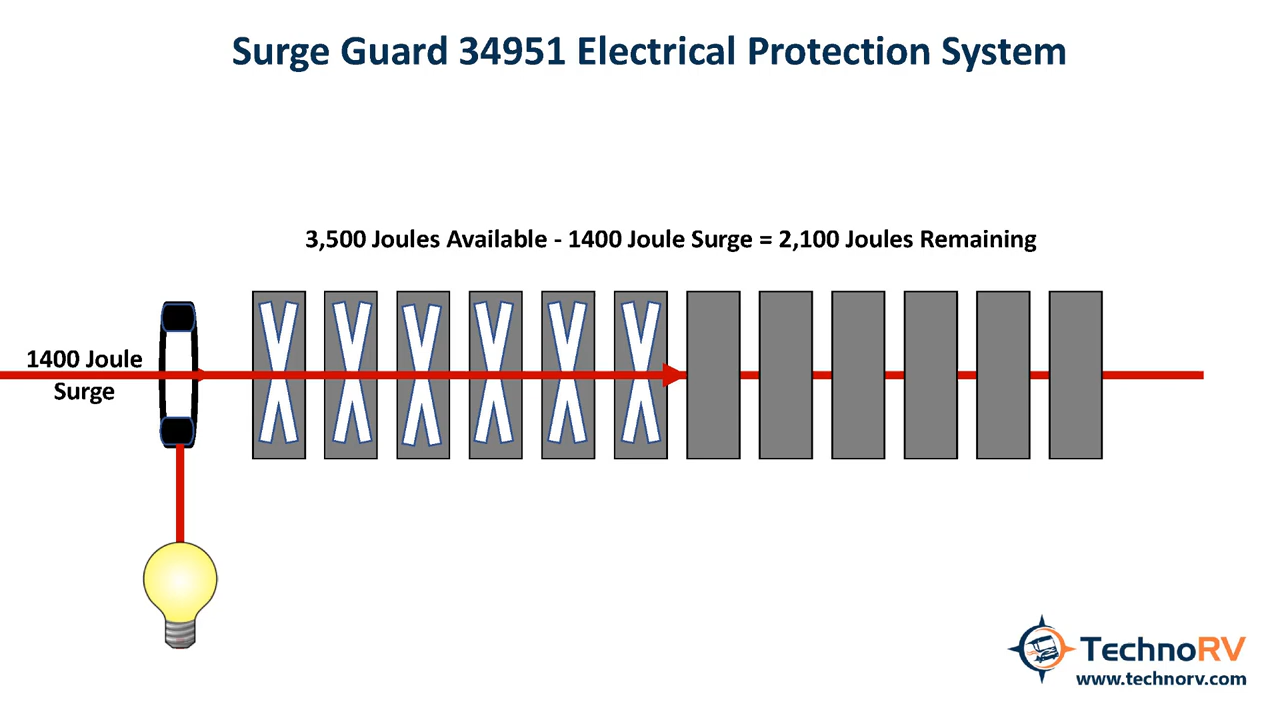 Surge Guard 34951 Electrical Protection System
3,500 Joules Available - 1400 Joule Surge = 2,100 Joules Remaining
1400 Joule
Surge
TechnoRV
www.technorv.com